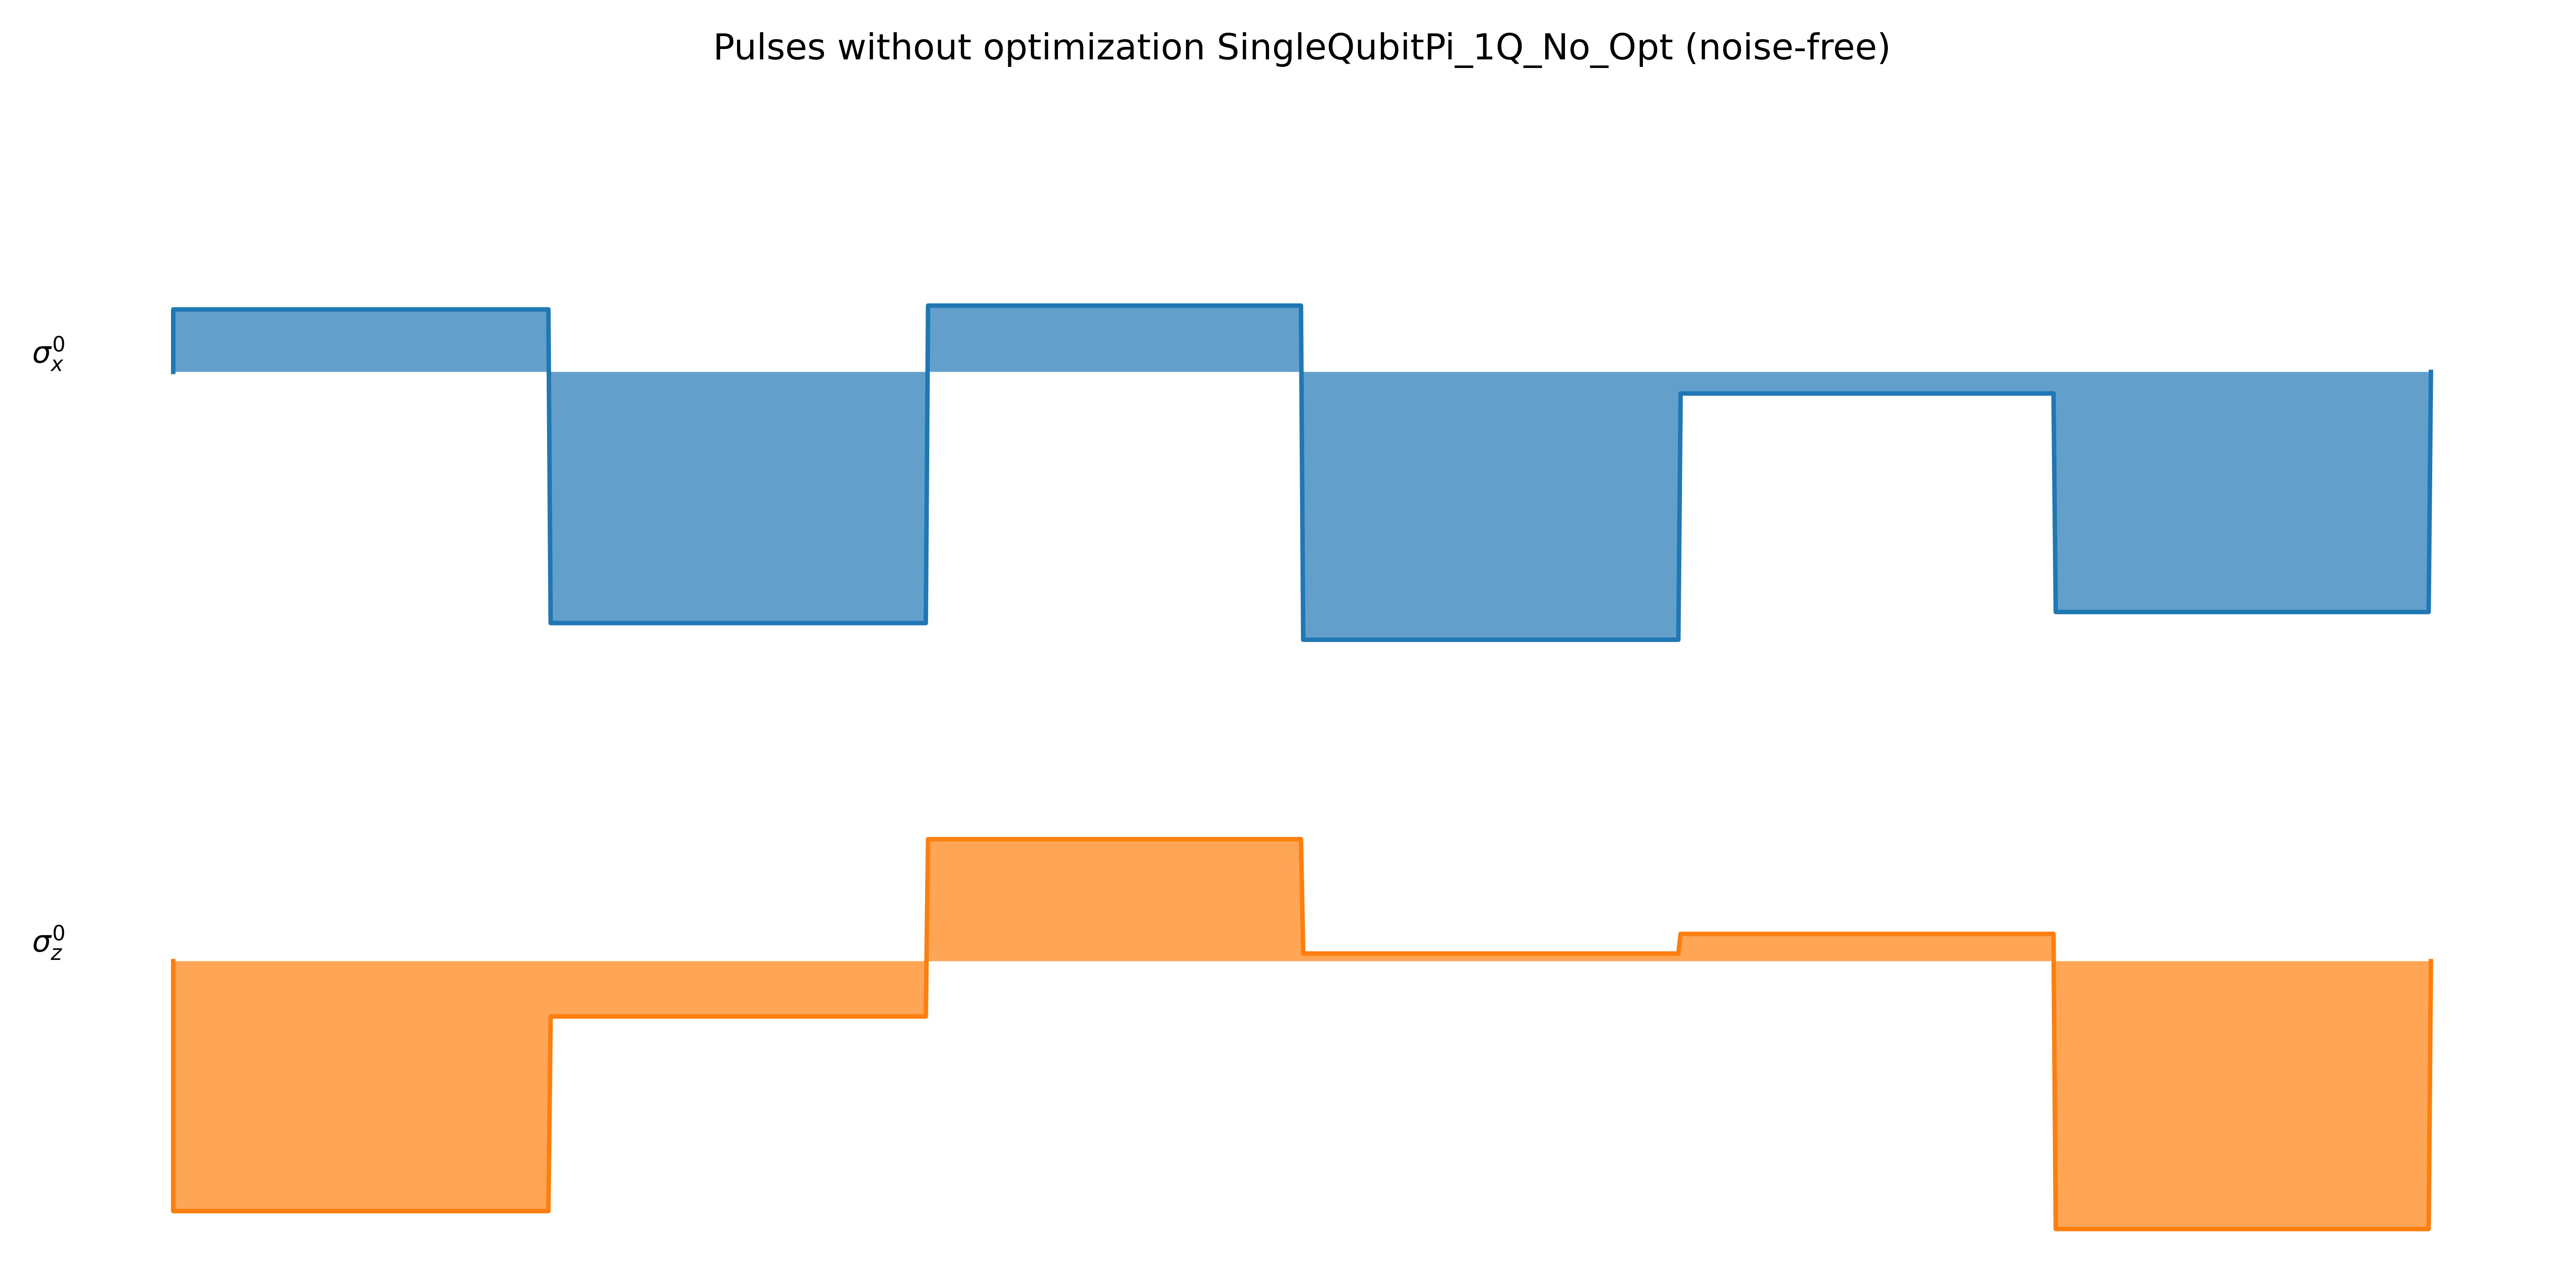 Pulses without optimization SingleQubitPi_1Q_No_Opt (noise-free)
σ_x^0
σ_z^0